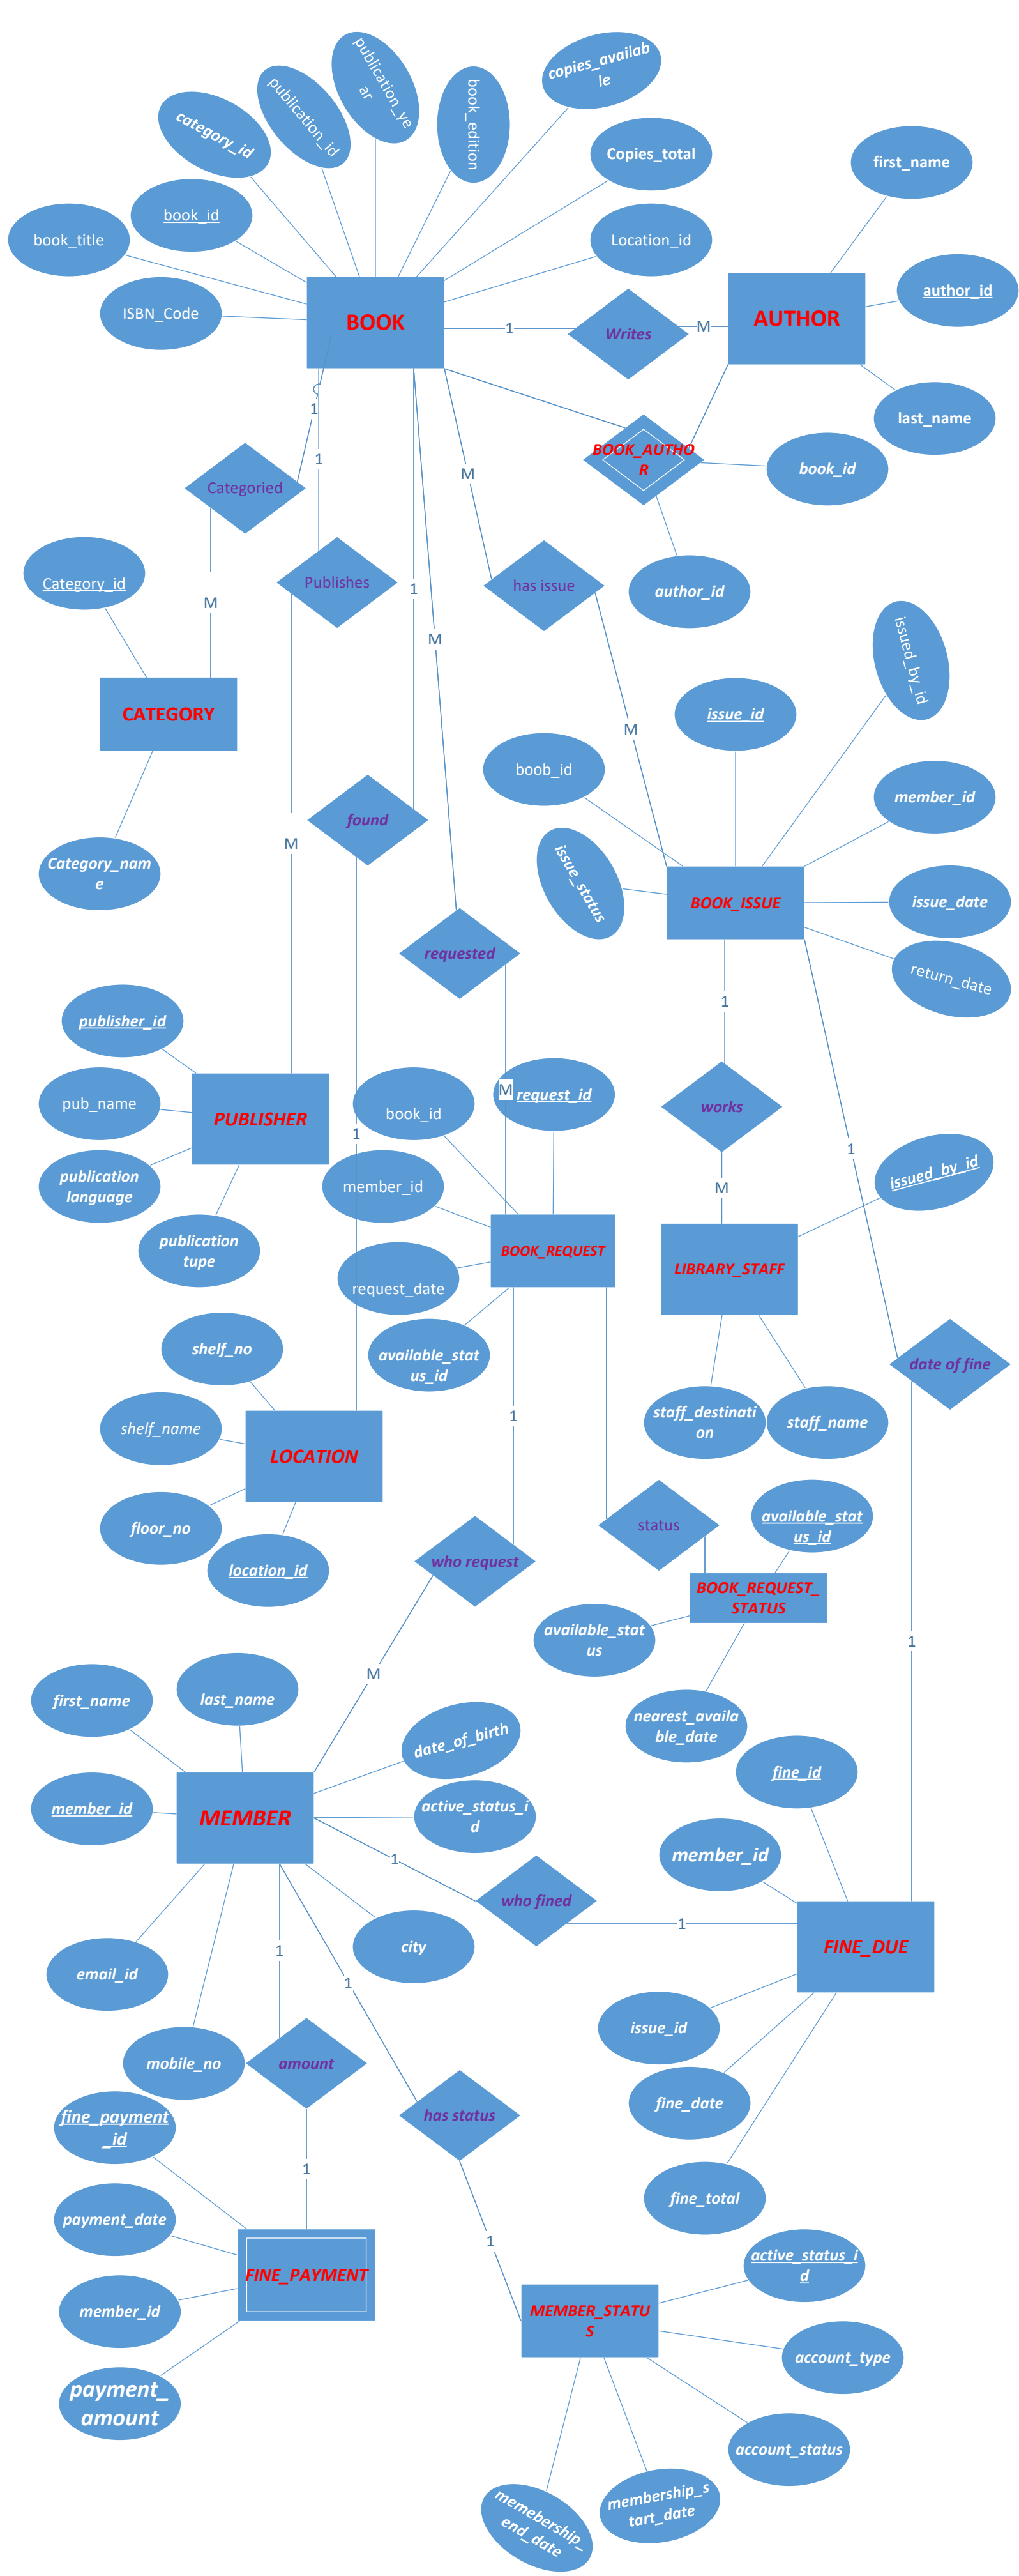 publication_ye
ar
copies_availab
le
category_id
publication_id
book_edition
Copies_total
first_name
book_id
book_title
Location_id
ISBN_Code
author_id
BOOK
AUTHOR
1
Writes
M
last_name
1
1
M
BOOK_AUTHO
R
book_id
Categoried
Publishes
has issue
author_id
Category_id
M
1
M
issued_by_id
CATEGORY
issue_id
M
boob_id
member_id
found
M
Category_nam
e
issue_status
BOOK_ISSUE
issue_date
requested
return_date
1
publisher_id
M
request_id
pub_name
book_id
works
PUBLISHER
1
1
publication
language
member_id
M
issued_by_id
publication
tupe
BOOK_REQUEST
LIBRARY_STAFF
request_date
shelf_no
available_stat
us_id
date of fine
shelf_name
1
staff_destinati
on
staff_name
LOCATION
floor_no
status
available_stat
us_id
location_id
who request
BOOK_REQUEST_
STATUS
available_stat
us
1
M
first_name
last_name
nearest_availa
ble_date
date_of_birth
fine_id
member_id
MEMBER
active_status_i
d
member_id
1
who fined
1
city
FINE_DUE
email_id
1
1
issue_id
mobile_no
amount
fine_date
fine_payment
_id
has status
1
fine_total
payment_date
1
FINE_PAYMENT
active_status_i
d
member_id
MEMBER_STATU
S
account_type
payment_
amount
account_status
memebership_
end_date
membership_s
tart_date